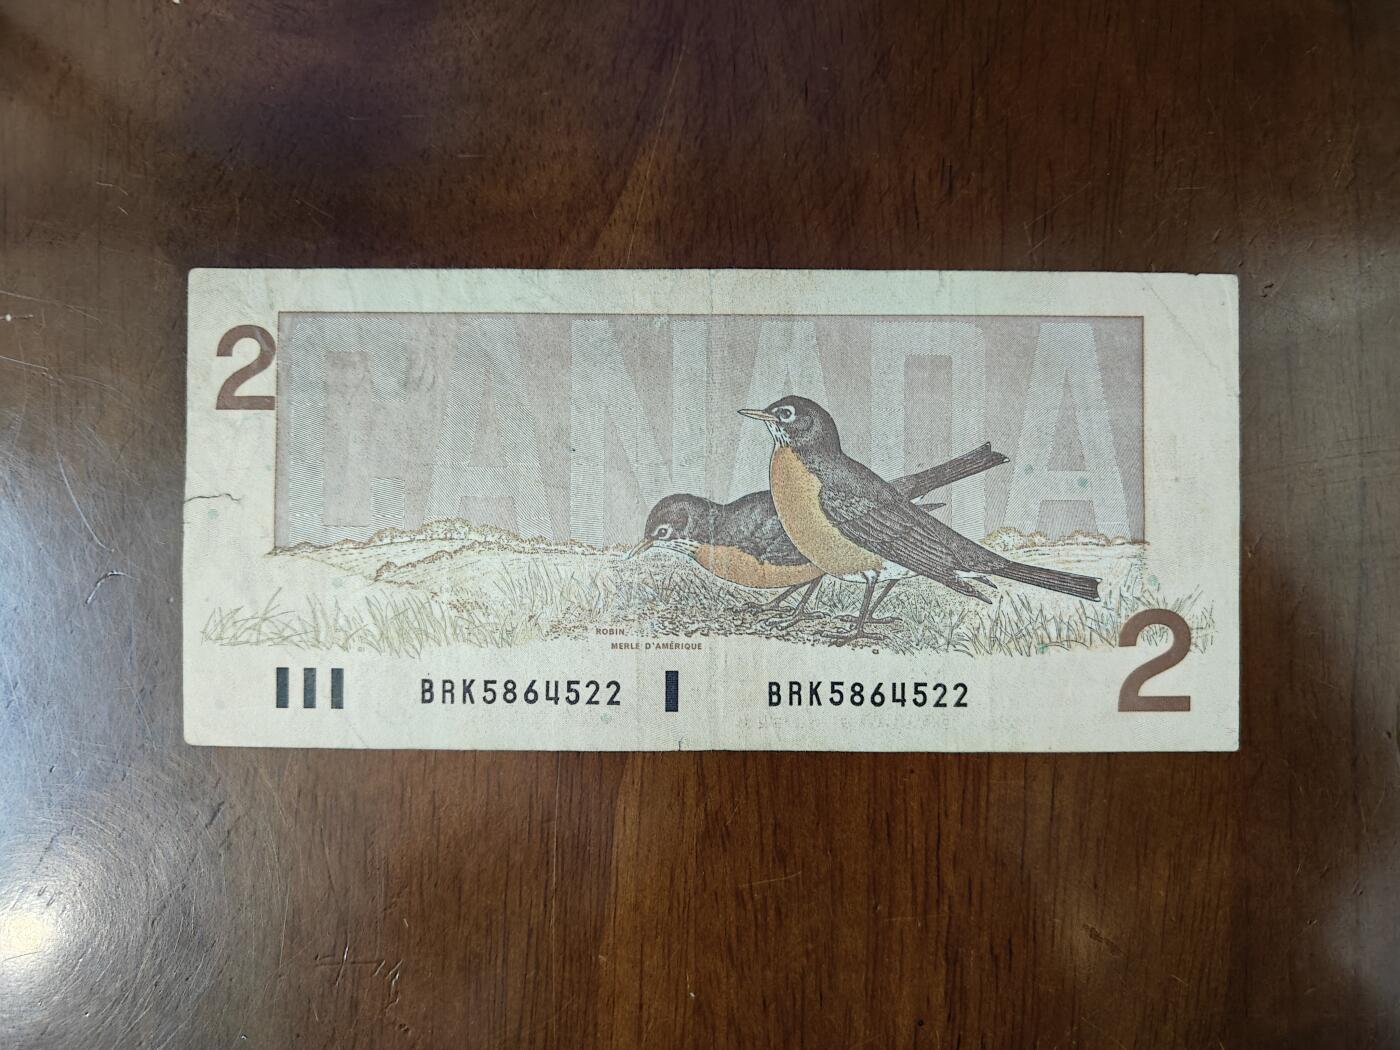 2
CANADA
ROBIN
MERLE D'AMÉRIQUE
2
BRK5864522 BRK5864522